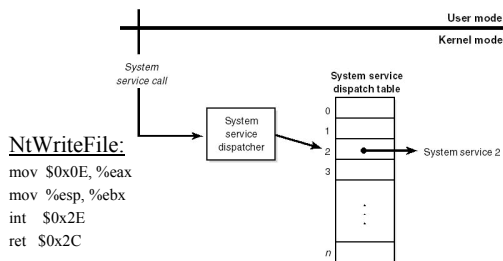 User mode
Kernel mode
System
service call
System service
dispatch table
System
service
dispatcher
0
1
2
3
n
System service 2
NtWriteFile:
mov $0x0E, %eax
mov %esp, %ebx
int $0x2E
ret $0x2C